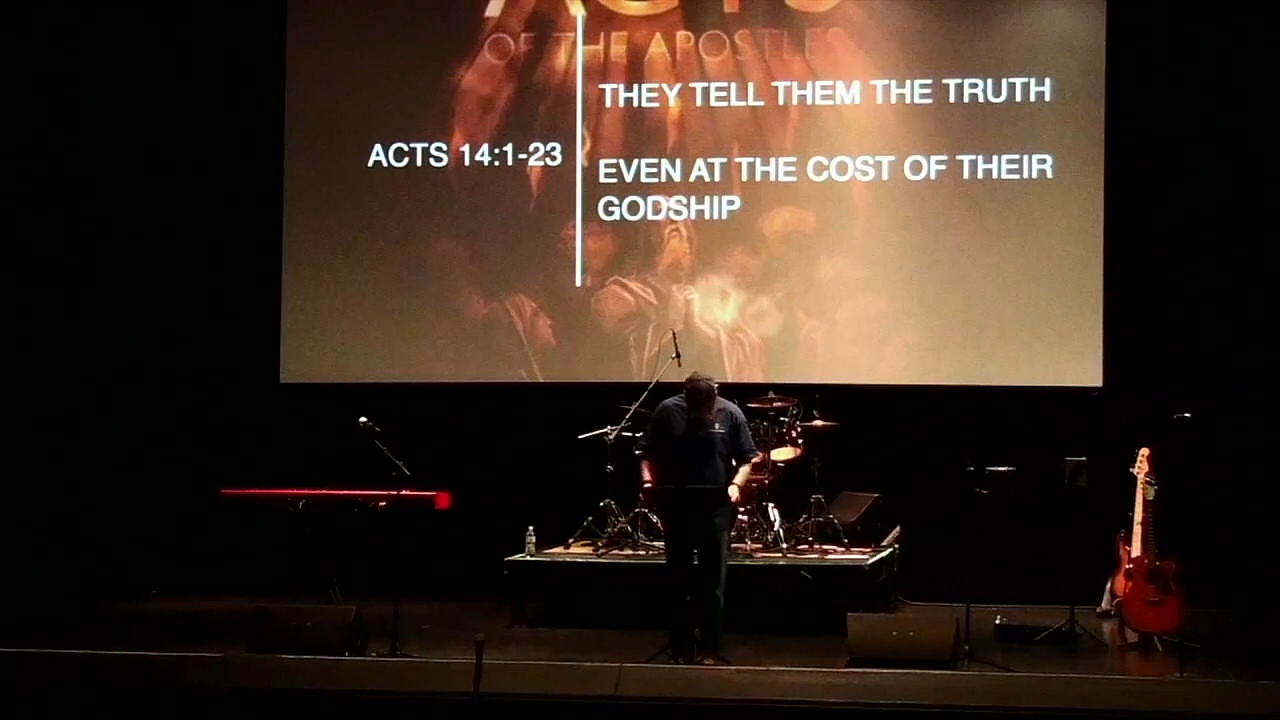 ACTS
OF THE APOSTLES
THEY TELL THEM THE TRUTH
ACTS 14:1-23
EVEN AT THE COST OF THEIR
GODSHIP